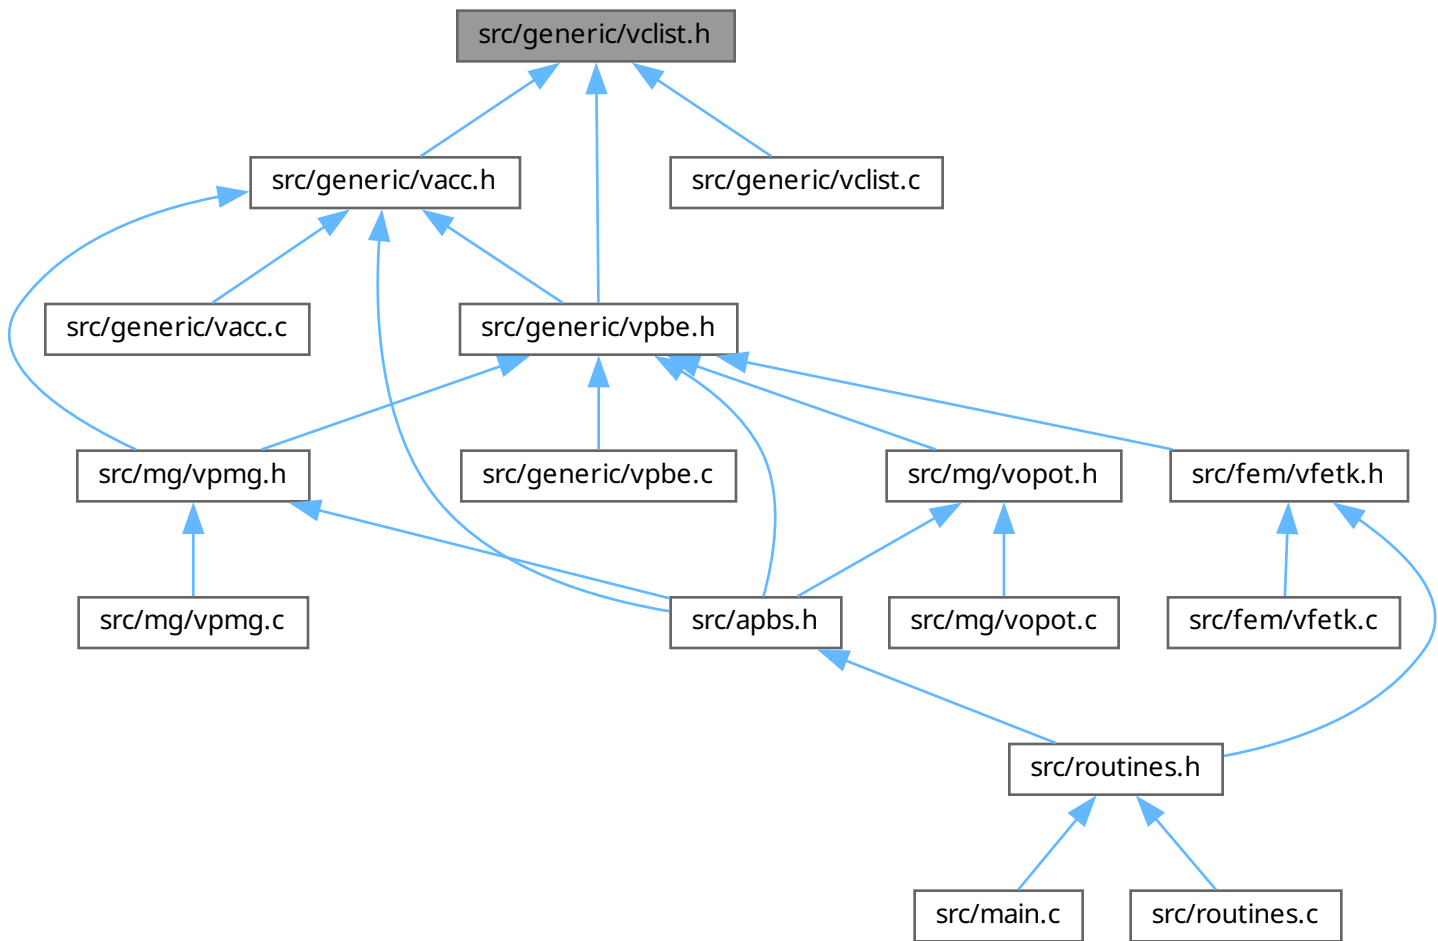 src/generic/vclist.h
src/generic/vacc.h
src/generic/vclist.c
src/generic/vacc.c
src/generic/vpbe.h
src/mg/vpmg.h
src/generic/vpbe.c
src/mg/vopot.h
src/fem/vfetk.h
src/mg/vpmg.c
src/apbs.h
src/mg/vopot.c
src/fem/vfetk.c
src/routines.h
src/main.c
src/routines.c